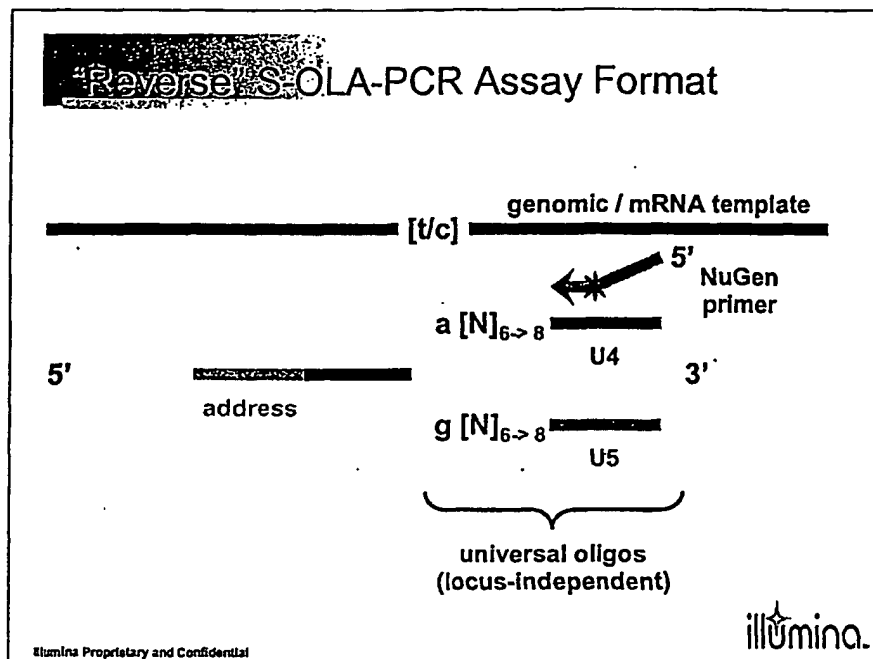 "Reverse" S-OLA-PCR Assay Format
genomic / mRNA template
[t/c]
5'
NuGen
primer
a [N]6->8
U4
5'
3'
address
g [N]6->8
U5
universal oligos
(locus-independent)
illumina.
Illumina Proprietary and Confidential